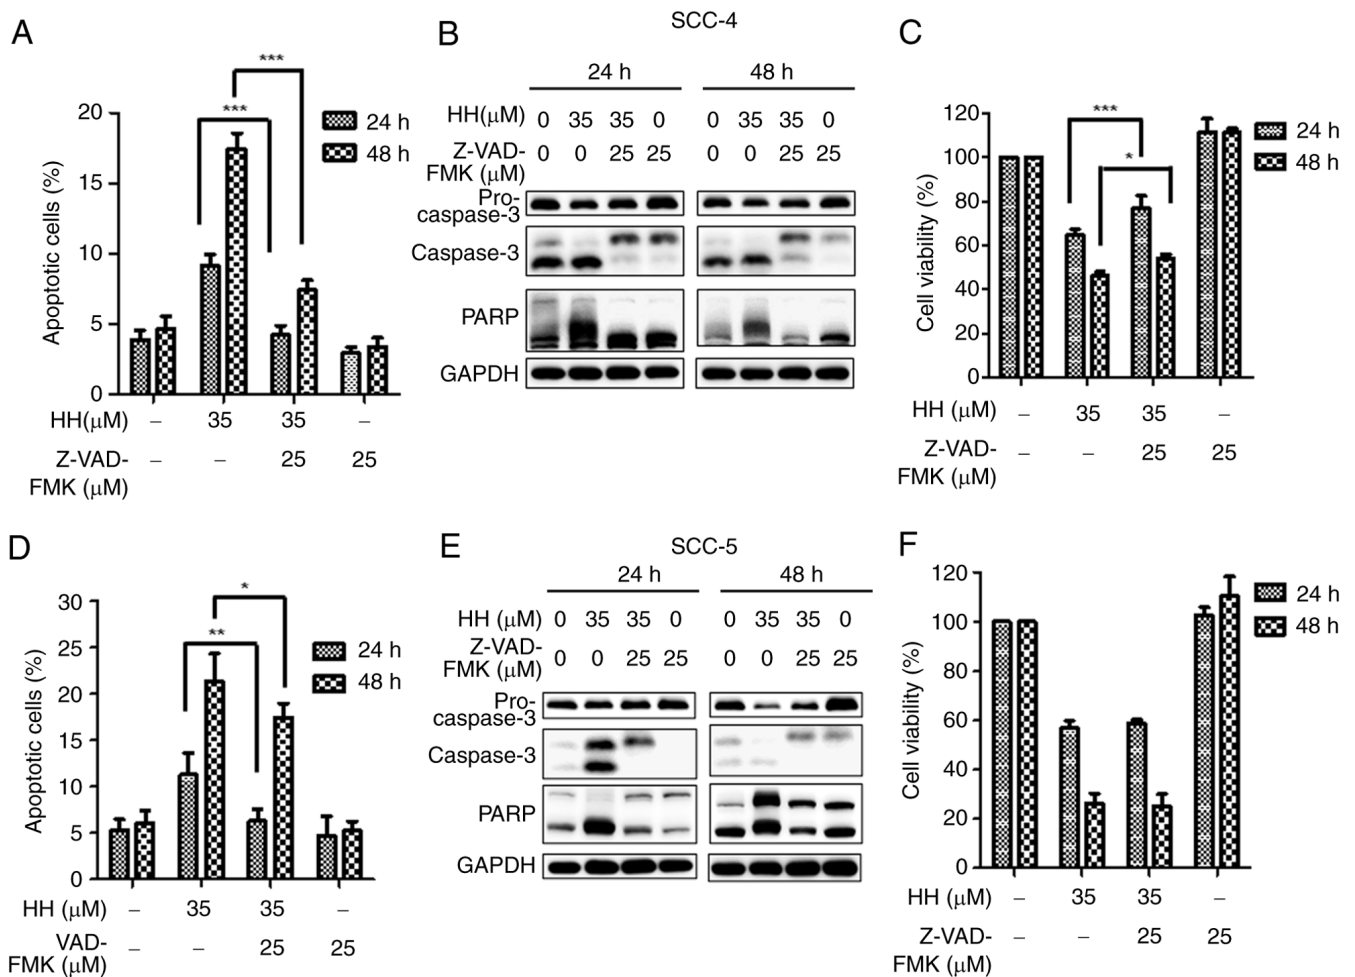 A
***
***
20
15
10
5
0
24 h
48 h
Apoptotic cells (%)
HH(μM) – 35 35 –
Z-VAD- – – 25 25
FMK (μM)
B
SCC-4
24 h 48 h
HH(μM) 0 35 35 0 0 35 35 0
Z-VAD- 0 0 25 25 0 0 25 25
FMK (μM)
Pro-
caspase-3
Caspase-3
PARP
GAPDH
C
***
*
120
100
80
60
40
20
0
24 h
48 h
Cell viability (%)
HH (μM) – 35 35 –
Z-VAD- – – 25 25
FMK (μM)
D
*
**
30
25
20
15
10
5
0
24 h
48 h
Apoptotic cells (%)
HH (μM) – 35 35 –
VAD- – – 25 25
FMK (μM)
E
SCC-5
24 h 48 h
HH (μM) 0 35 35 0 0 35 35 0
Z-VAD- 0 0 25 25 0 0 25 25
FMK (μM)
Pro-
caspase-3
Caspase-3
PARP
GAPDH
F
120
100
80
60
40
20
0
24 h
48 h
Cell viability (%)
HH (μM) – 35 35 –
Z-VAD- – – 25 25
FMK (μM)